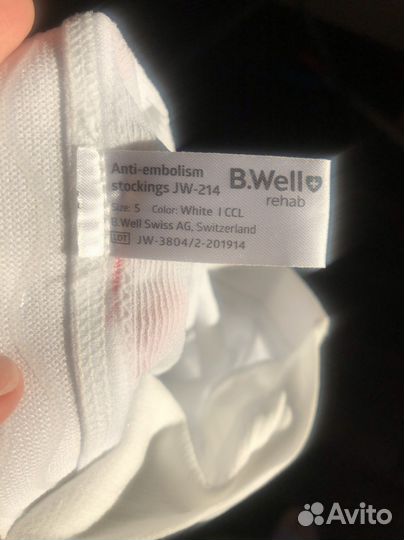 Anti-embolism
stockings JW-214
B.Well
rehab
Size: 5 Color: White I CCL
B.Well Swiss AG, Switzerland
LOT JW-3804/2-201914
Avito